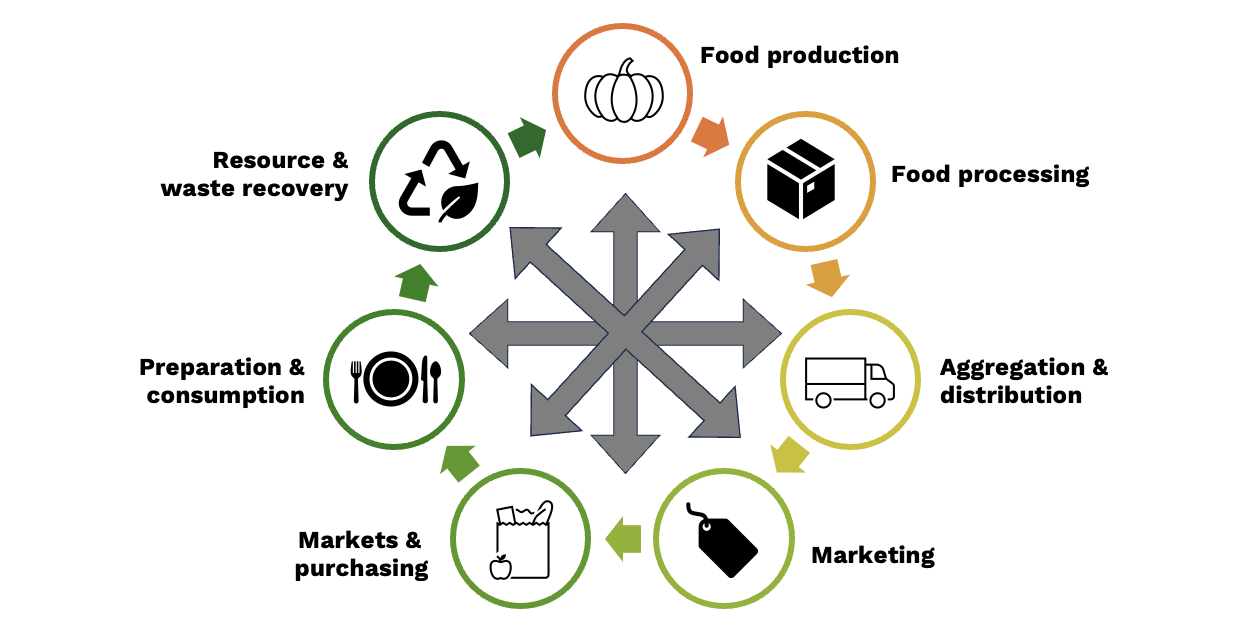 Food production
Food processing
Aggregation &
distribution
Marketing
Markets &
purchasing
Preparation &
consumption
Resource &
waste recovery